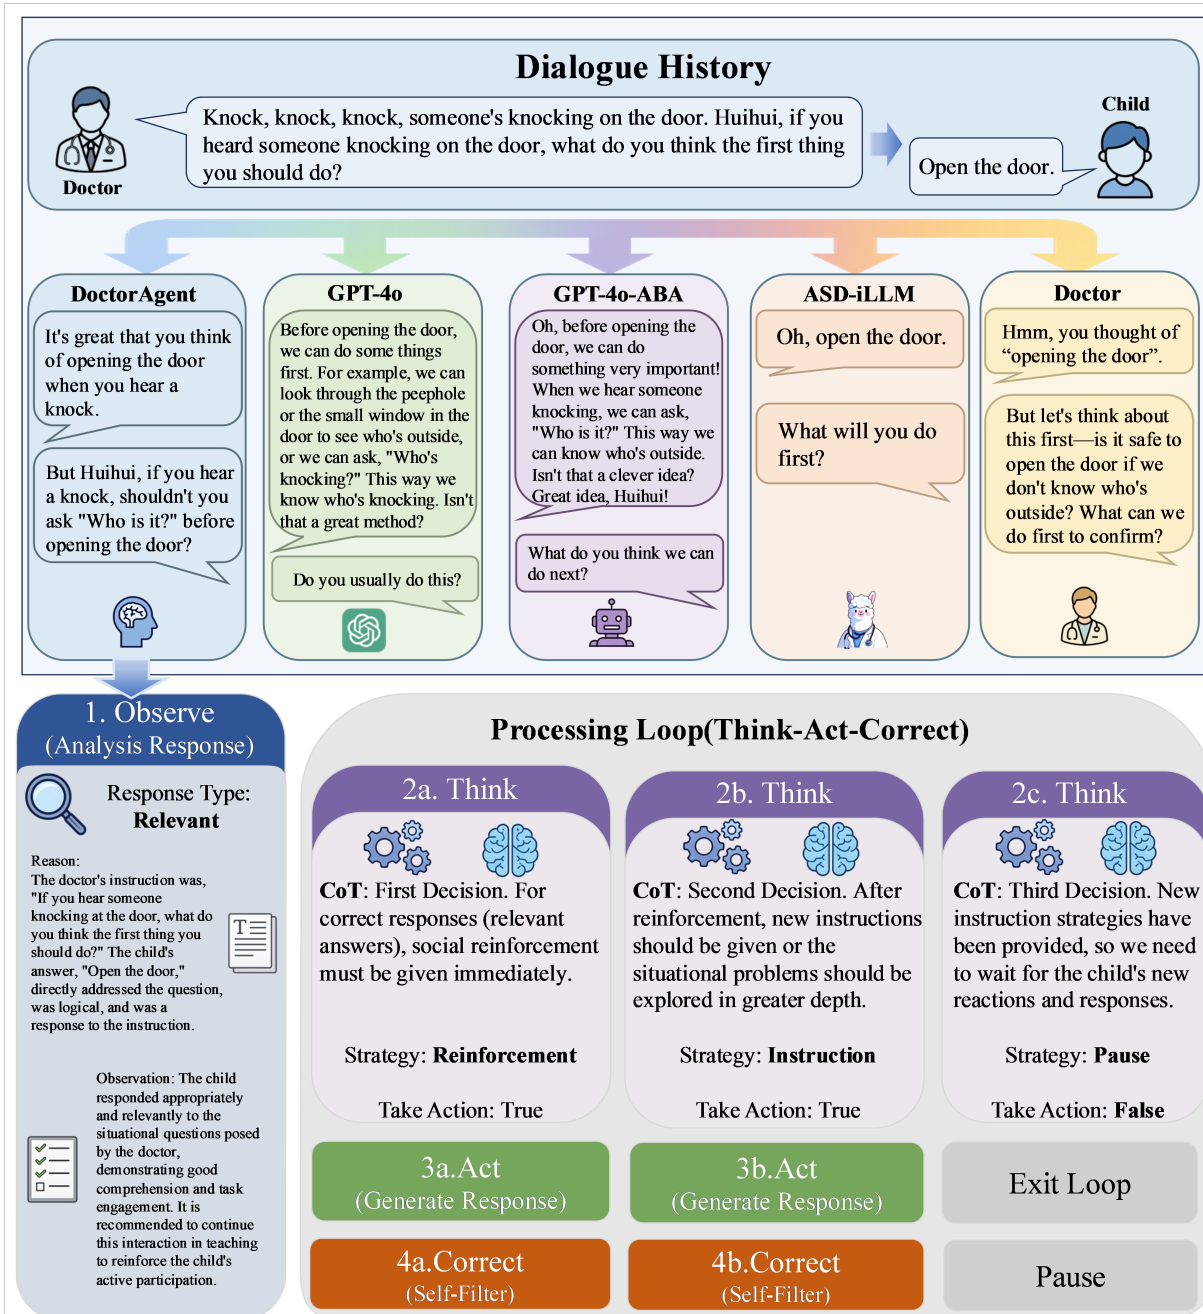 Dialogue History
Knock, knock, knock, someone's knocking on the door. Huihui, if you
heard someone knocking on the door, what do you think the first thing
you should do?
Doctor
Child
Open the door.
DoctorAgent
It's great that you think
of opening the door
when you hear a
knock.
But Huihui, if you hear
a knock, shouldn't you
ask "Who is it?" before
opening the door?
GPT-4o
Before opening the door,
we can do some things
first. For example, we can
look through the peephole
or the small window in the
door to see who's outside,
or we can ask, "Who's
knocking?" This way we
know who's knocking. Isn't
that a great method?
Do you usually do this?
GPT-4o-ABA
Oh, before opening the
door, we can do
something very important!
When we hear someone
knocking, we can ask,
"Who is it?" This way we
can know who's outside.
Isn't that a clever idea?
Great idea, Huihui!
What do you think we can
do next?
ASD-iLLM
Oh, open the door.
What will you do
first?
Doctor
Hmm, you thought of
“opening the door”.
But let's think about
this first—is it safe to
open the door if we
don't know who's
outside? What can we
do first to confirm?
1. Observe
(Analysis Response)
Response Type:
Relevant
Reason:
The doctor's instruction was,
"If you hear someone
knocking at the door, what do
you think the first thing you
should do?" The child's
answer, "Open the door,"
directly addressed the question,
was logical, and was a
response to the instruction.
T
Observation: The child
responded appropriately
and relevantly to the
situational questions posed
by the doctor,
demonstrating good
comprehension and task
engagement. It is
recommended to continue
this interaction in teaching
to reinforce the child's
active participation.
Processing Loop(Think-Act-Correct)
2a. Think
CoT: First Decision. For
correct responses (relevant
answers), social reinforcement
must be given immediately.
Strategy: Reinforcement
Take Action: True
3a.Act
(Generate Response)
4a.Correct
(Self-Filter)
2b. Think
CoT: Second Decision. After
reinforcement, new instructions
should be given or the
situational problems should be
explored in greater depth.
Strategy: Instruction
Take Action: True
3b.Act
(Generate Response)
4b.Correct
(Self-Filter)
2c. Think
CoT: Third Decision. New
instruction strategies have
been provided, so we need
to wait for the child's new
reactions and responses.
Strategy: Pause
Take Action: False
Exit Loop
Pause